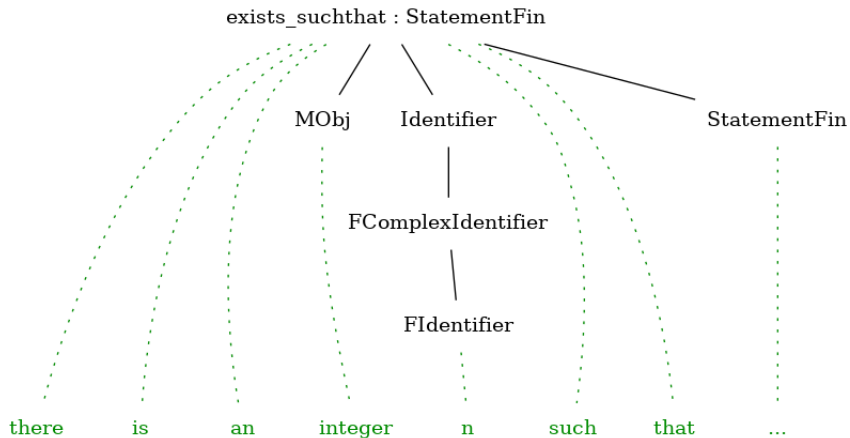 exists_suchthat : StatementFin
MObj Identifier StatementFin
FComplexIdentifier
FIdentifier
there is an integer n such that ...